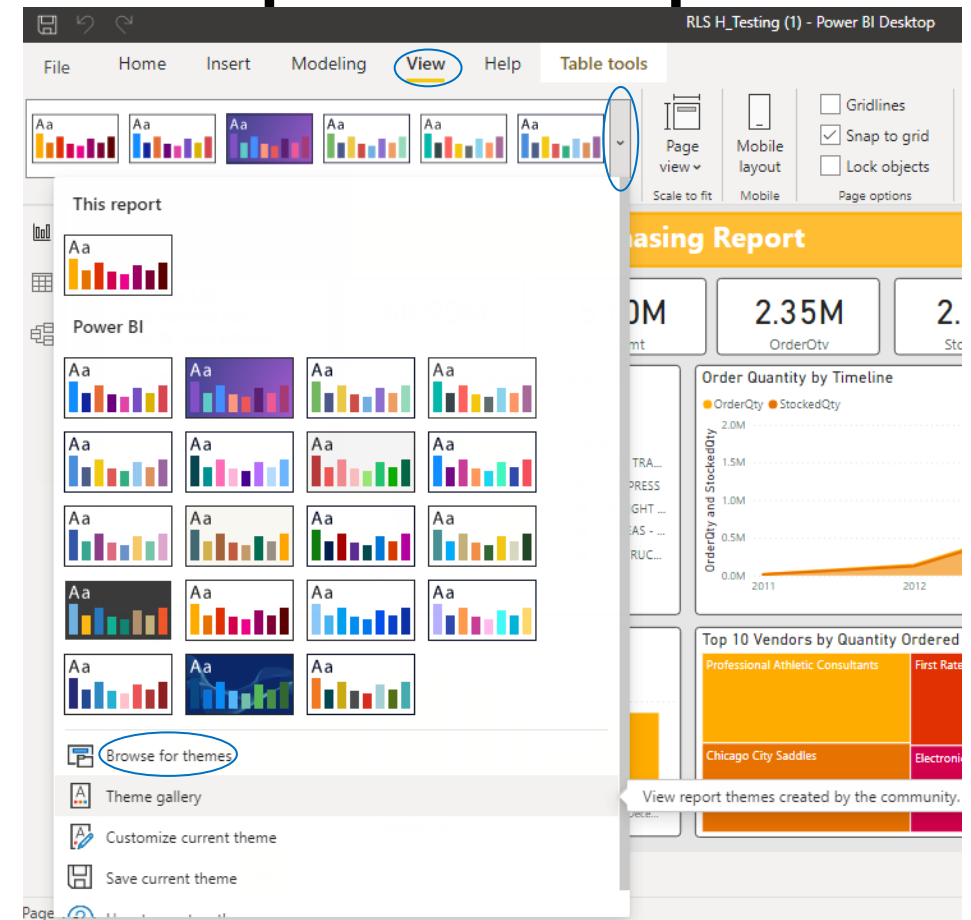 RLS H_Testing (1) - Power BI Desktop
File Home Insert Modeling View Help Table tools
Aa Aa Aa Aa Aa Aa
Page view
Mobile layout
Gridlines
Snap to grid
Lock objects
Scale to fit Mobile Page options
This report
Aa
Power BI
Aa Aa Aa Aa
Aa Aa Aa Aa
Aa Aa Aa Aa
Aa Aa Aa Aa
Aa Aa Aa
Browse for themes
Theme gallery
Customize current theme
Save current theme
View report themes created by the community.
asing Report
0M
mt
2.35M
OrderQty
2.
Sto
TRA...
PRESS
GHT ...
EAS - ...
RUC...
Order Quantity by Timeline
OrderQty StockedQty
OrderQty and StockedQty
2.0M
1.5M
1.0M
0.5M
0.0M
2011 2012
Top 10 Vendors by Quantity Ordered
Professional Athletic Consultants First Rate
Chicago City Saddles Electroni
Page